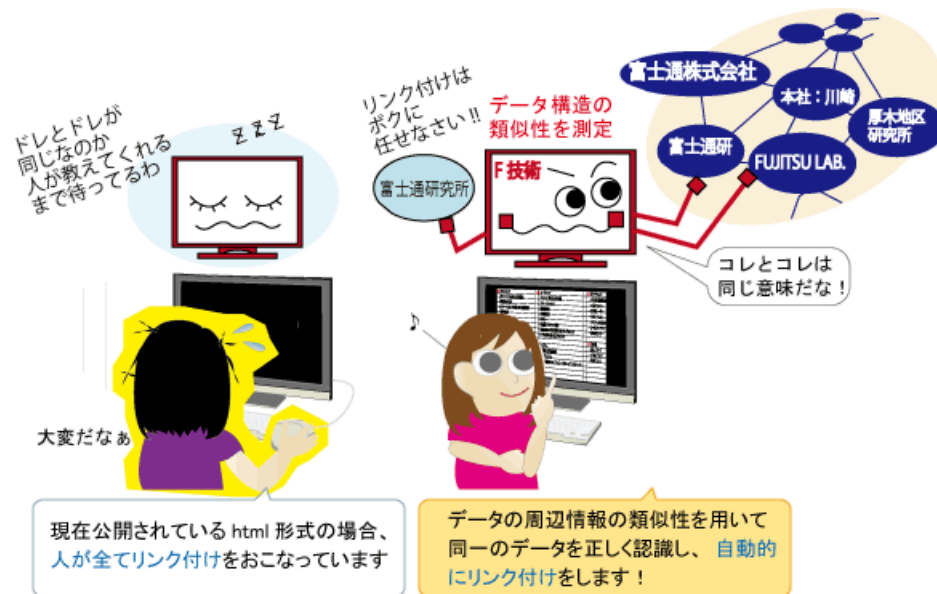 ドレとドレが
同じなのか
人が教えてくれる
まで待ってるわ
z z z
大変だなぁ
現在公開されている html 形式の場合、
人が全てリンク付けをおこなっています
リンク付けは
ボクに
任せなさい!!
富士通研究所
データ構造の
類似性を測定
F 技術
富士通株式会社
本社：川崎
厚木地区
研究所
富士通研
FUJITSU LAB.
コレとコレは
同じ意味だな！
♪
データの周辺情報の類似性を用いて
同一のデータを正しく認識し、 自動的
にリンク付けをします！